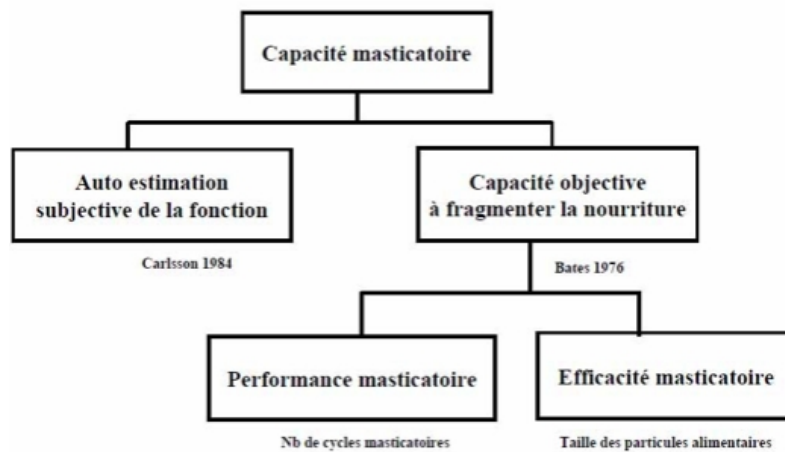 Capacité masticatoire
Auto estimation
subjective de la fonction
Capacité objective
à fragmenter la nourriture
Carlsson 1984
Bates 1976
Performance masticatoire
Efficacité masticatoire
Nb de cycles masticatoires
Taille des particules alimentaires